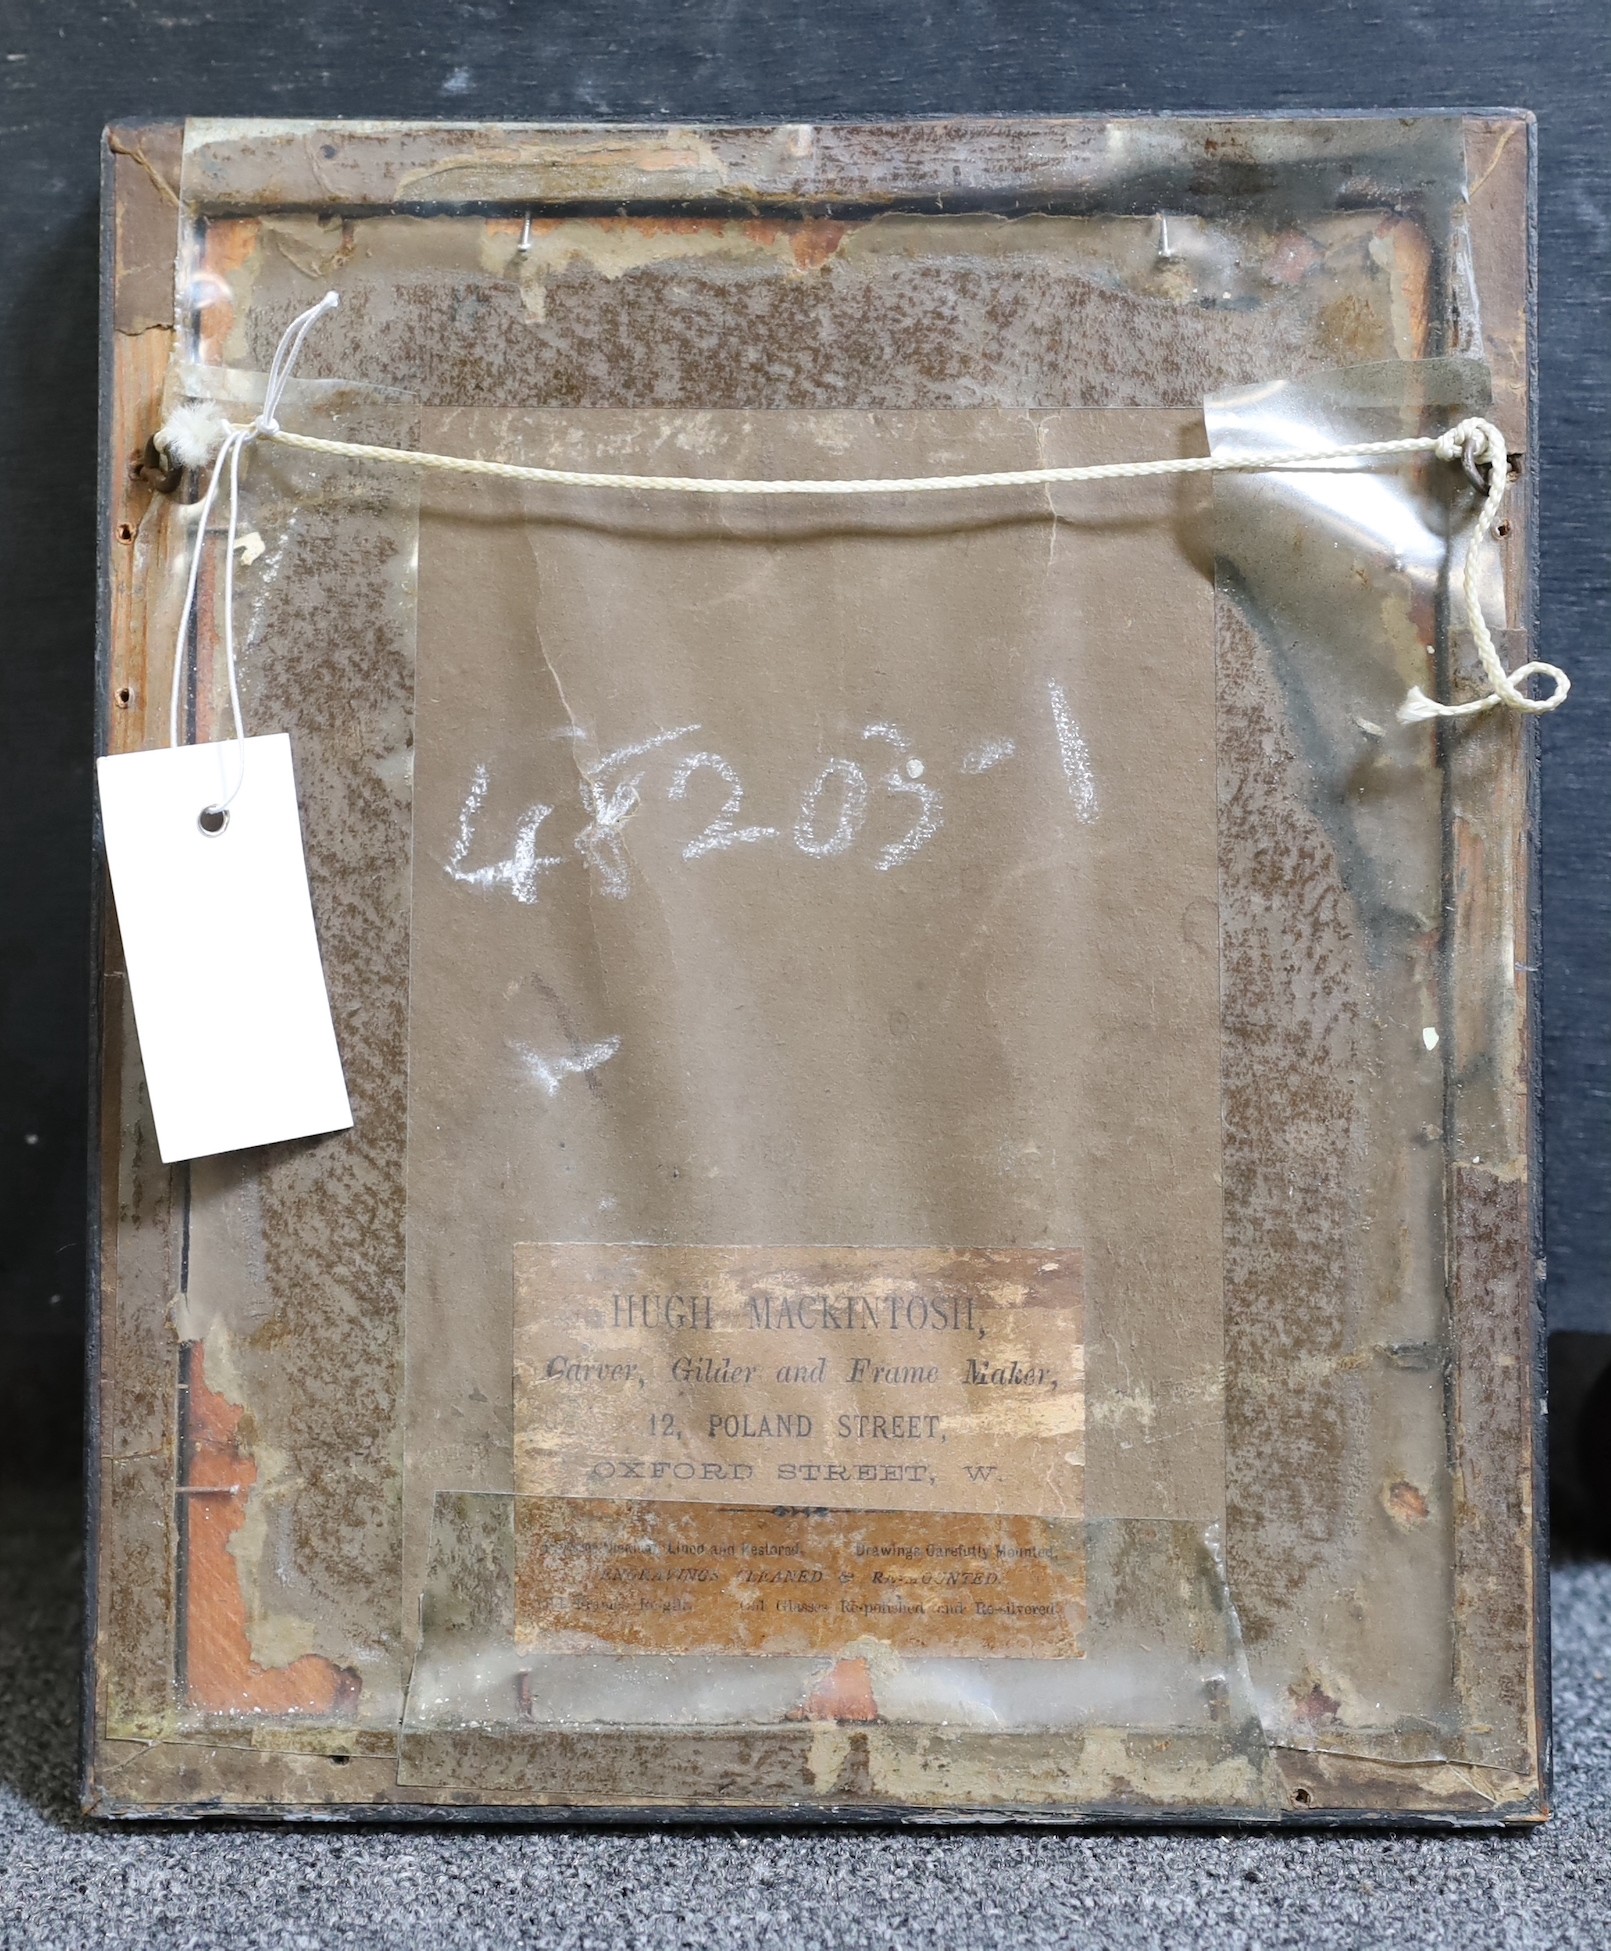 48203-1
HUGH MACKINTOSH,
Carver, Gilder and Frame Maker,
12, POLAND STREET,
OXFORD STREET, W.
Lined and Restored, Drawings Carefully Mounted.
ENGRAVINGS CLEANED & RE-MOUNTED.
Old Glasses Re-polished and Re-silvered.